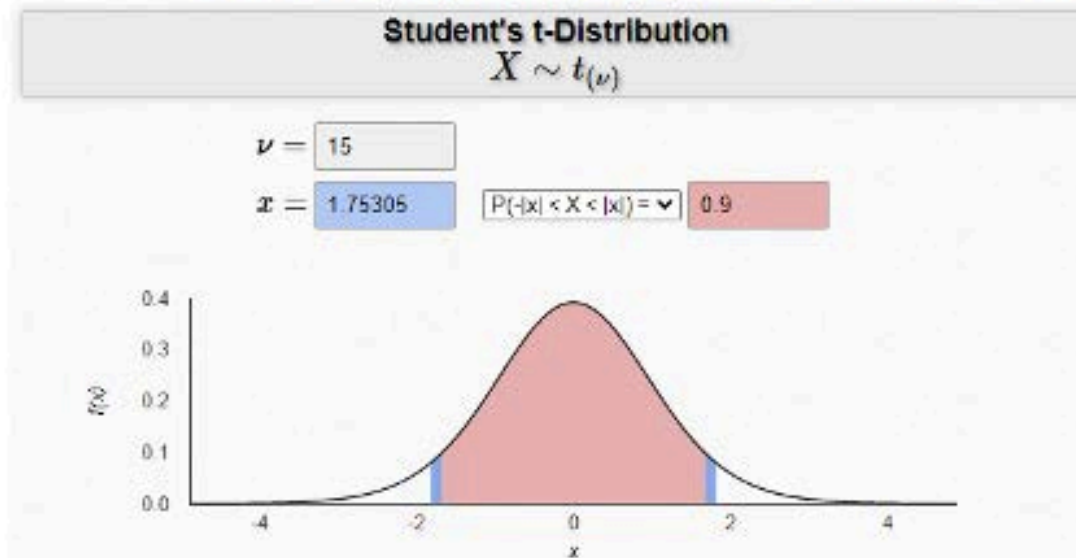 Student's t-Distribution
X ~ t(ν)
ν = 15
x = 1.75305 P(-|x| < X < |x|) = 0.9
0.4
0.3
0.2
0.1
0.0
f(x)
-4 -2 0 2 4
x